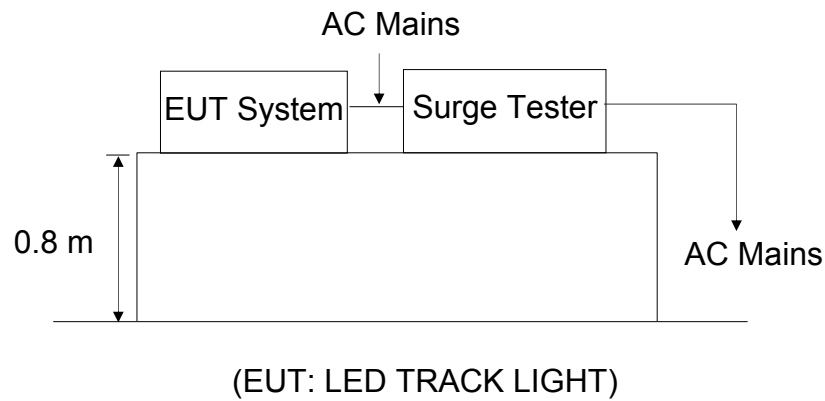 AC Mains
EUT System
Surge Tester
0.8 m
AC Mains
(EUT: LED TRACK LIGHT)